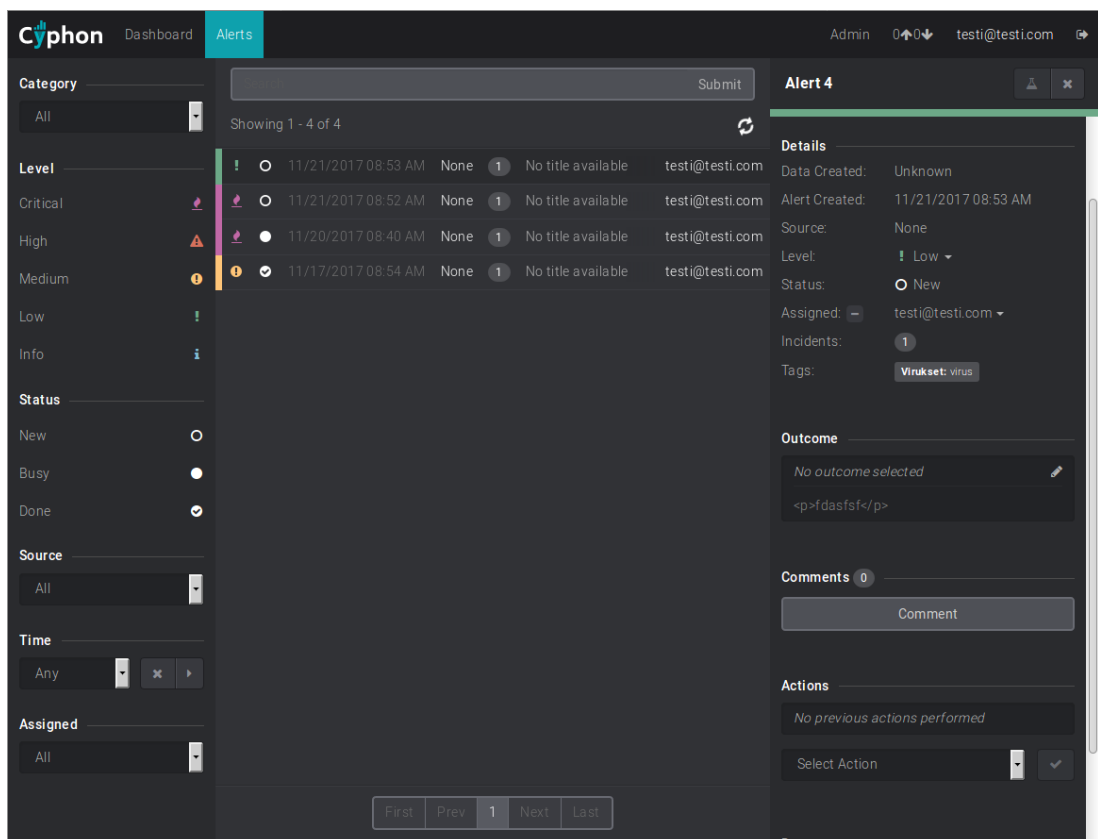 Cyphon Dashboard Alerts Admin 0 0 testi@testi.com
Category
All
Level
Critical
High
Medium
Low
Info
Status
New
Busy
Done
Source
All
Time
Any
Assigned
All
Submit
Showing 1 - 4 of 4
11/21/2017 08:53 AM None 1 No title available testi@testi.com
11/21/2017 08:52 AM None 1 No title available testi@testi.com
11/20/2017 08:40 AM None 1 No title available testi@testi.com
11/17/2017 08:54 AM None 1 No title available testi@testi.com
First Prev 1 Next Last
Alert 4
Details
Data Created: Unknown
Alert Created: 11/21/2017 08:53 AM
Source: None
Level: Low
Status: New
Assigned: testi@testi.com
Incidents: 1
Tags: Virukset: virus
Outcome
No outcome selected
<p>fdasfsf</p>
Comments 0
Comment
Actions
No previous actions performed
Select Action